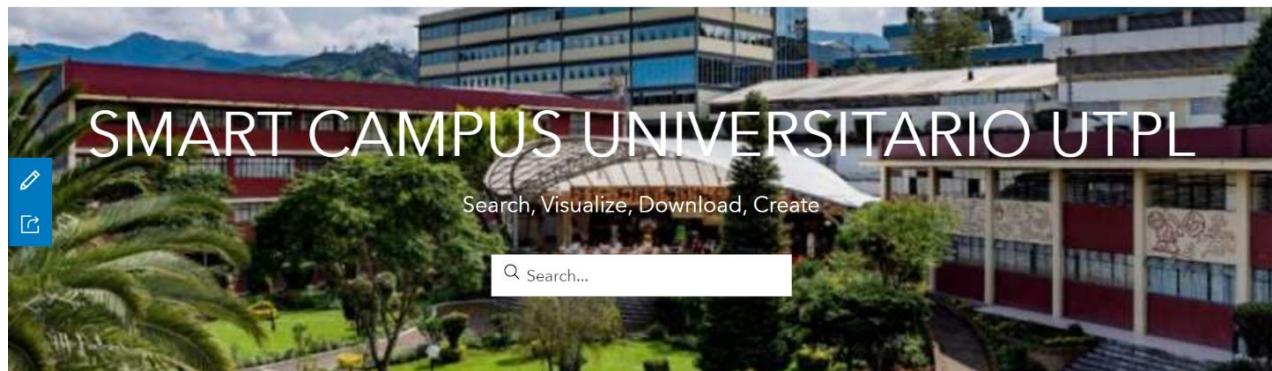 SMART CAMPUS UNIVERSITARIO UTPL
Search, Visualize, Download, Create
Search...